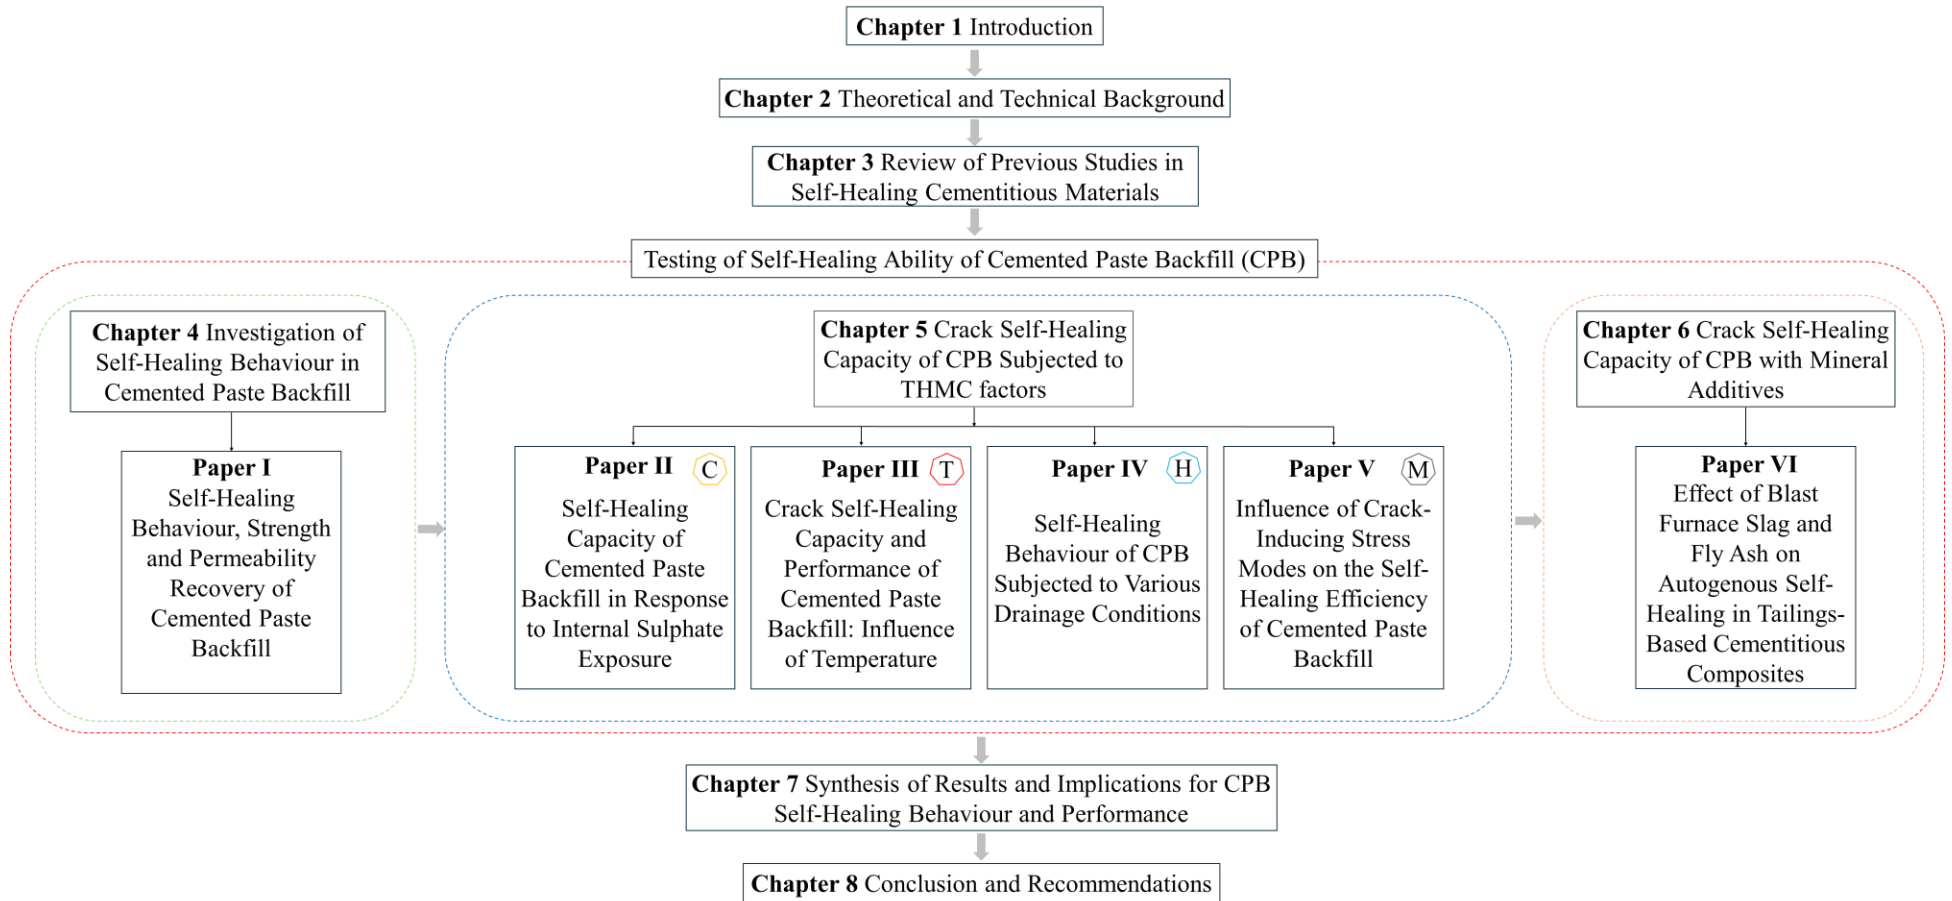 Chapter 1 Introduction
Chapter 2 Theoretical and Technical Background
Chapter 3 Review of Previous Studies in
Self-Healing Cementitious Materials
Testing of Self-Healing Ability of Cemented Paste Backfill (CPB)
Chapter 4 Investigation of
Self-Healing Behaviour in
Cemented Paste Backfill
Paper I
Self-Healing
Behaviour, Strength
and Permeability
Recovery of
Cemented Paste
Backfill
Chapter 5 Crack Self-Healing
Capacity of CPB Subjected to
THMC factors
Paper II
C
Self-Healing
Capacity of
Cemented Paste
Backfill in Response
to Internal Sulphate
Exposure
Paper III
T
Crack Self-Healing
Capacity and
Performance of
Cemented Paste
Backfill: Influence
of Temperature
Paper IV
H
Self-Healing
Behaviour of CPB
Subjected to Various
Drainage Conditions
Paper V
M
Influence of Crack-
Inducing Stress
Modes on the Self-
Healing Efficiency
of Cemented Paste
Backfill
Chapter 6 Crack Self-Healing
Capacity of CPB with Mineral
Additives
Paper VI
Effect of Blast
Furnace Slag and
Fly Ash on
Autogenous Self-
Healing in Tailings-
Based Cementitious
Composites
Chapter 7 Synthesis of Results and Implications for CPB
Self-Healing Behaviour and Performance
Chapter 8 Conclusion and Recommendations